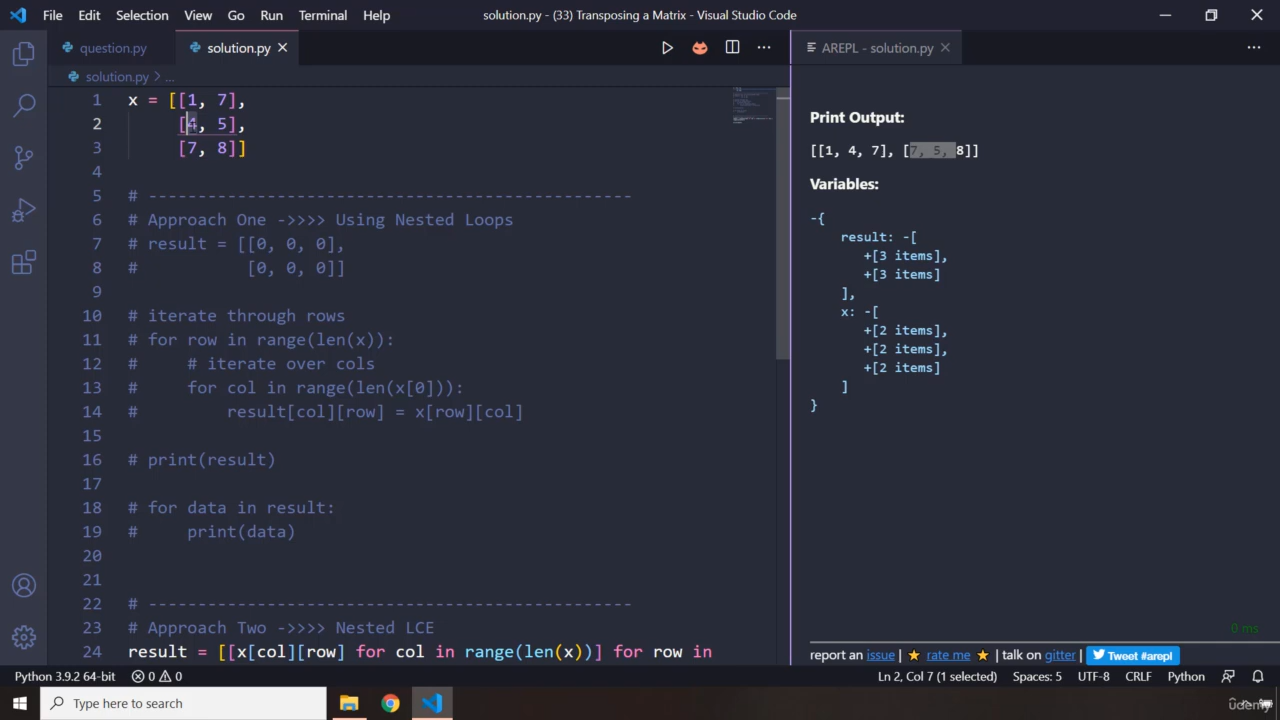 File Edit Selection View Go Run Terminal Help solution.py - (33) Transposing a Matrix - Visual Studio Code
question.py solution.py AREPL - solution.py
solution.py > ...
1 x = [[1, 7],
2 [4, 5],
3 [7, 8]]
4
5 # -------------------------------------------------
6 # Approach One ->>>> Using Nested Loops
7 # result = [[0, 0, 0],
8 # [0, 0, 0]]
9
10 # iterate through rows
11 # for row in range(len(x)):
12 # # iterate over cols
13 # for col in range(len(x[0])):
14 # result[col][row] = x[row][col]
15
16 # print(result)
17
18 # for data in result:
19 # print(data)
20
21
22 # -------------------------------------------------
23 # Approach Two ->>>> Nested LCE
24 result = [[x[col][row] for col in range(len(x))] for row in
Print Output:
[[1, 4, 7], [7, 5, 8]]
Variables:
-{
result: -[
+[3 items],
+[3 items]
],
x: -[
+[2 items],
+[2 items],
+[2 items]
]
}
0 ms
report an issue | rate me | talk on gitter | Tweet #arepl
Python 3.9.2 64-bit 0 0 Ln 2, Col 7 (1 selected) Spaces: 5 UTF-8 CRLF Python
Type here to search